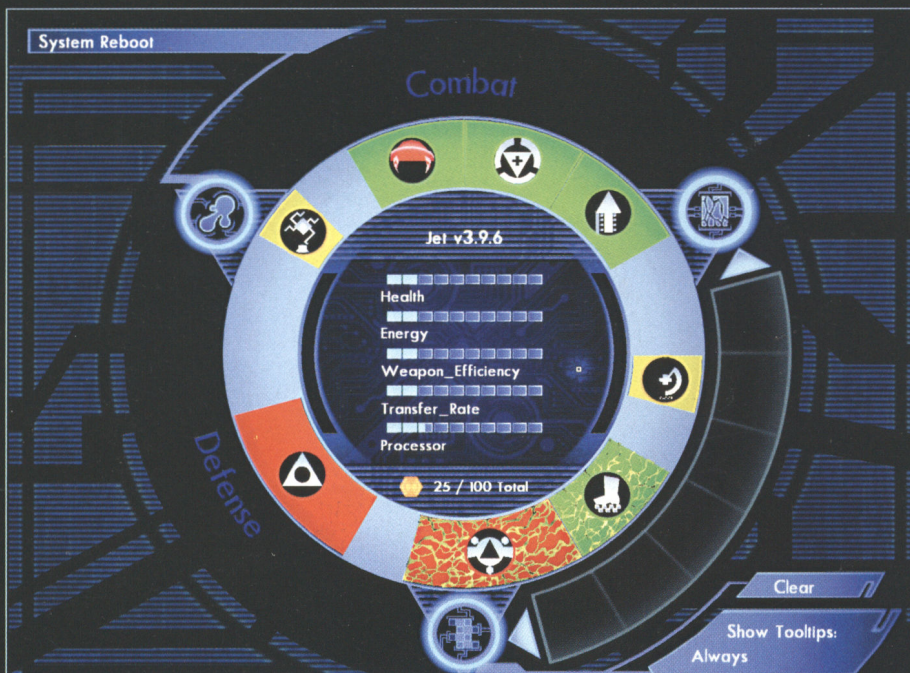 System Reboot
Combat
Jet v3.9.6
Health
Energy
Weapon_Efficiency
Transfer_Rate
Processor
25 / 100 Total
Defense
Clear
Show Tooltips:
Always